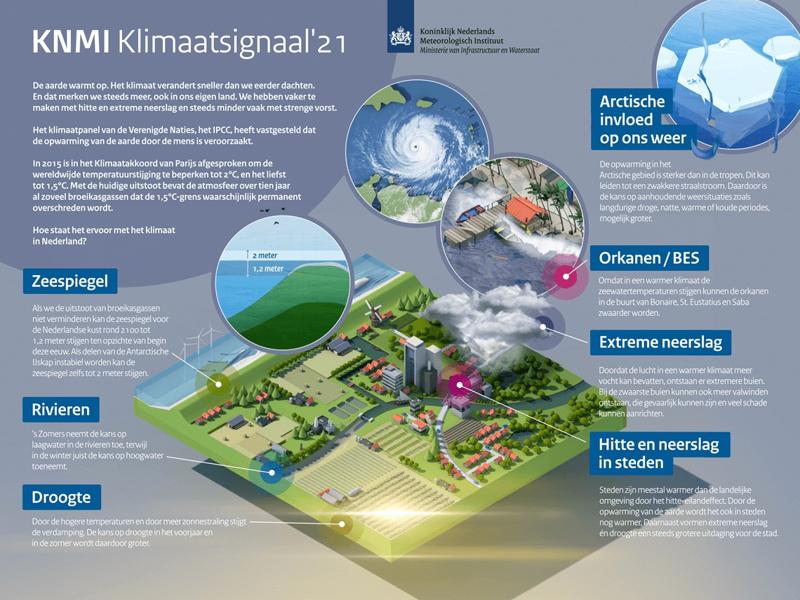 KNMI Klimaatsignaal'21
Koninklijk Nederlands
Meteorologisch Instituut
Ministerie van Infrastructuur en Waterstaat
De aarde warmt op. Het klimaat verandert sneller dan we eerder dachten.
En dat merken we steeds meer, ook in ons eigen land. We hebben vaker te
maken met hitte en extreme neerslag en steeds minder vaak met strenge vorst.
Het klimaatpanel van de Verenigde Naties, het IPCC, heeft vastgesteld dat
de opwarming van de aarde door de mens is veroorzaakt.
In 2015 is in het Klimaatakkoord van Parijs afgesproken om de
wereldwijde temperatuurstijging te beperken tot 2°C, en het liefst
tot 1,5°C. Met de huidige uitstoot bevat de atmosfeer over tien jaar
al zoveel broeikasgassen dat de 1,5°C-grens waarschijnlijk permanent
overschreden wordt.
Hoe staat het ervoor met het klimaat
in Nederland?
2 meter
1,2 meter
Zeespiegel
Als we de uitstoot van broeikasgassen
niet verminderen kan de zeespiegel voor
de Nederlandse kust rond 2100 tot
1,2 meter stijgen ten opzichte van begin
deze eeuw. Als delen van de Antarctische
IJskap instabiel worden kan de
zeespiegel zelfs tot 2 meter stijgen.
Rivieren
's Zomers neemt de kans op
laagwater in de rivieren toe, terwijl
in de winter juist de kans op hoogwater
toeneemt.
Droogte
Door de hogere temperaturen en door meer zonnestraling stijgt
de verdamping. De kans op droogte in het voorjaar en
in de zomer wordt daardoor groter.
Arctische
invloed
op ons weer
De opwarming in het
Arctische gebied is sterker dan in de tropen. Dit kan
leiden tot een zwakkere straalstroom. Daardoor is
de kans op aanhoudende weersituaties zoals
langdurige droge, natte, warme of koude periodes,
mogelijk groter.
Orkanen / BES
Omdat in een warmer klimaat de
zeewatertemperaturen stijgen kunnen de orkanen
in de buurt van Bonaire, St. Eustatius en Saba
zwaarder worden.
Extreme neerslag
Doordat de lucht in een warmer klimaat meer
vocht kan bevatten, ontstaan er extremere buien.
Bij de zwaarste buien kunnen ook meer valwinden
ontstaan, die gevaarlijk kunnen zijn en veel schade
kunnen aanrichten.
Hitte en neerslag
in steden
Steden zijn meestal warmer dan de landelijke
omgeving door het hitte-eilandeffect. Door de
opwarming van de aarde wordt het ook in steden
nog warmer. Daarnaast vormen extreme neerslag
én droogte een steeds grotere uitdaging voor de stad.